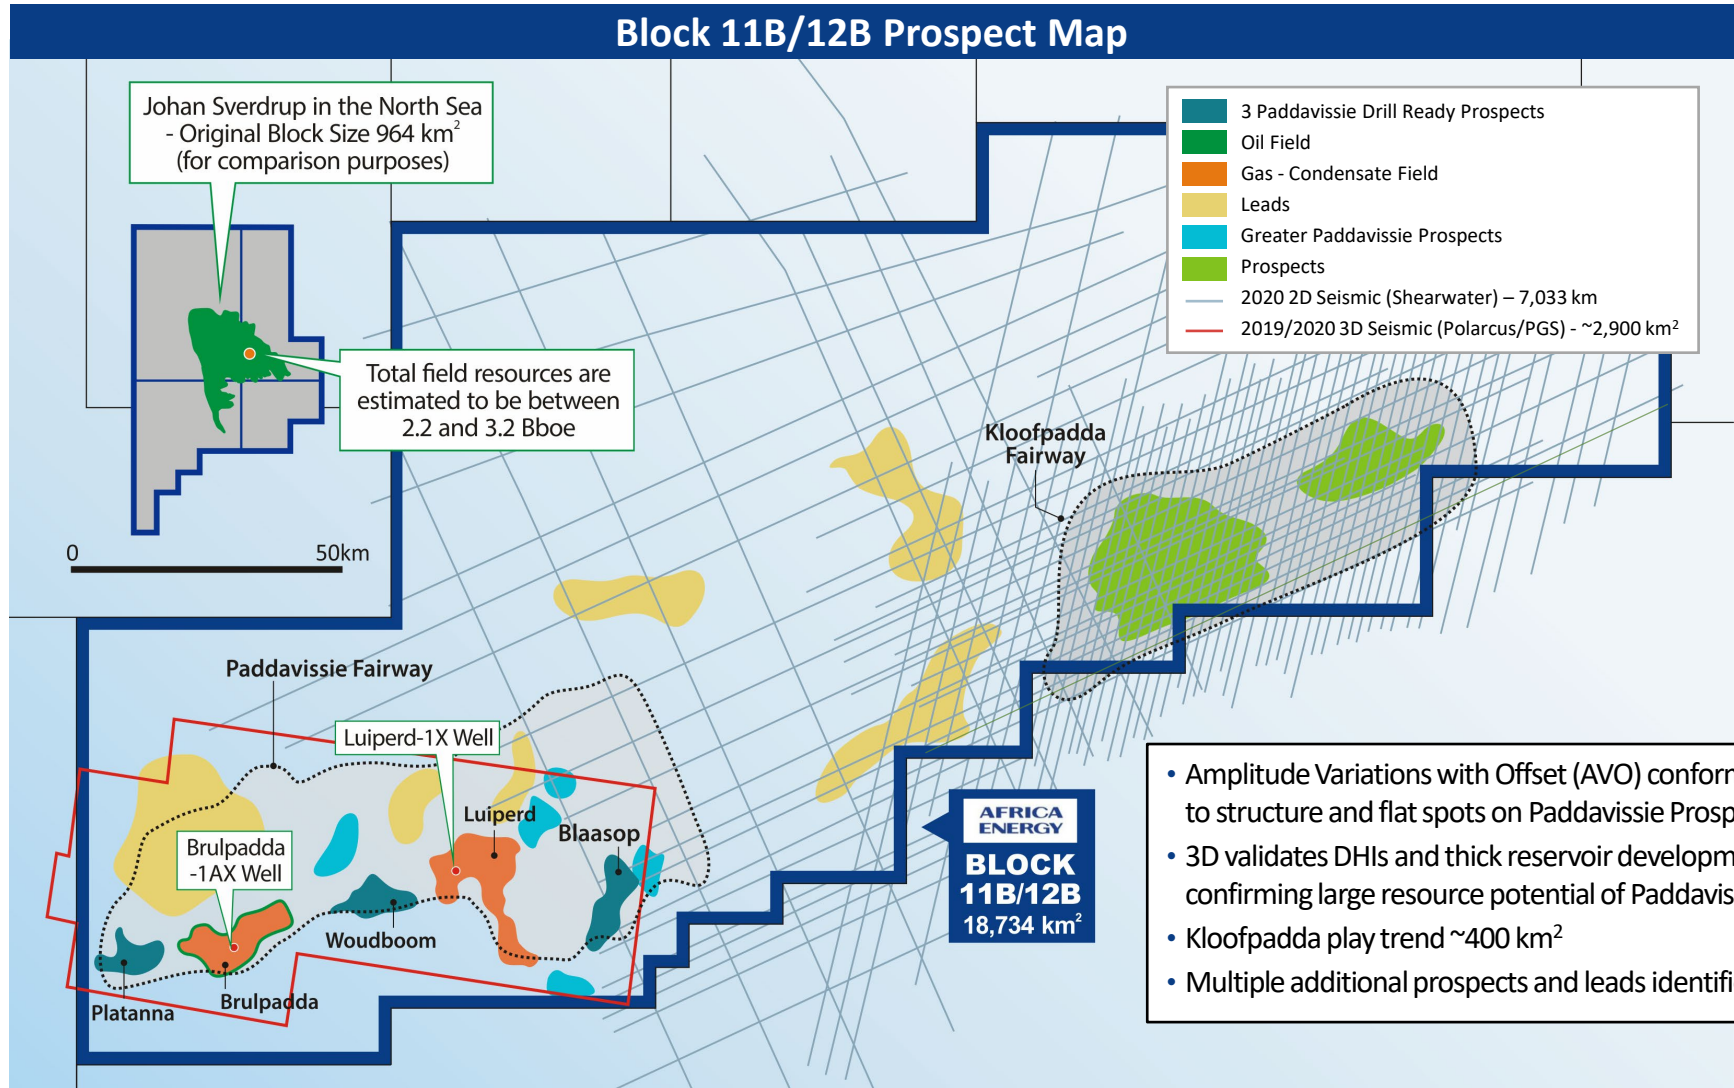 Block 11B/12B Prospect Map
Johan Sverdrup in the North Sea
- Original Block Size 964 km²
(for comparison purposes)
3 Paddavissie Drill Ready Prospects
Oil Field
Gas - Condensate Field
Leads
Greater Paddavissie Prospects
Prospects
2020 2D Seismic (Shearwater) – 7,033 km
2019/2020 3D Seismic (Polarcus/PGS) - ~2,900 km²
Total field resources are
estimated to be between
2.2 and 3.2 Bboe
0 50km
Kloofpadda
Fairway
Paddavissie Fairway
Luiperd-1X Well
Luiperd
Blaasop
Brulpadda
-1AX Well
Woudboom
Platanna
Brulpadda
AFRICA
ENERGY
BLOCK
11B/12B
18,734 km²
• Amplitude Variations with Offset (AVO) conform
to structure and flat spots on Paddavissie Prosp
• 3D validates DHIs and thick reservoir developm
confirming large resource potential of Paddavis
• Kloofpadda play trend ~400 km²
• Multiple additional prospects and leads identifi